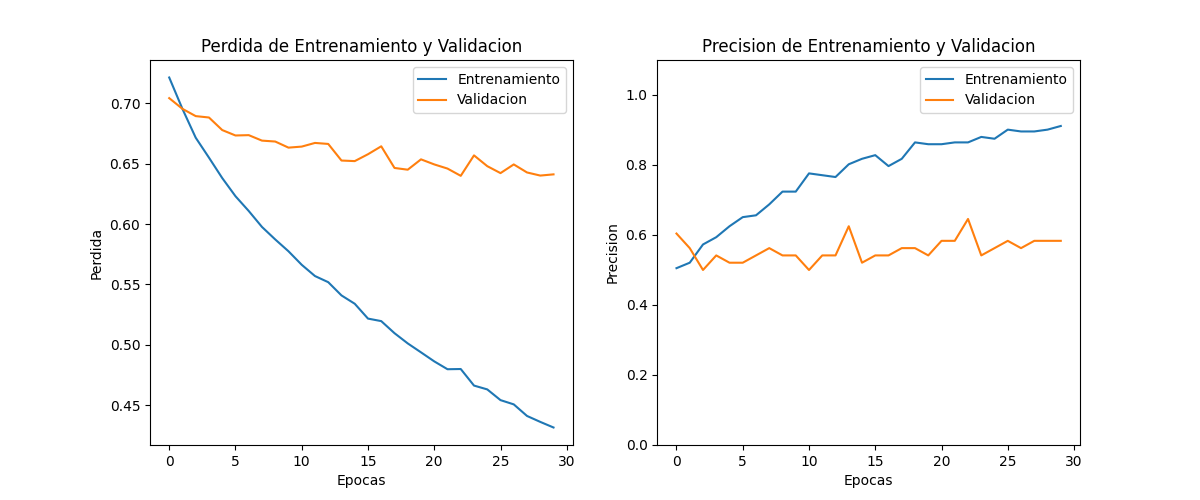 Perdida de Entrenamiento y Validacion
Entrenamiento
Validacion
0.70
0.65
0.60
0.55
0.50
0.45
Perdida
0
5
10
15
20
25
30
Epocas
Precision de Entrenamiento y Validacion
Entrenamiento
Validacion
1.0
0.8
0.6
0.4
0.2
0.0
Precision
0
5
10
15
20
25
30
Epocas